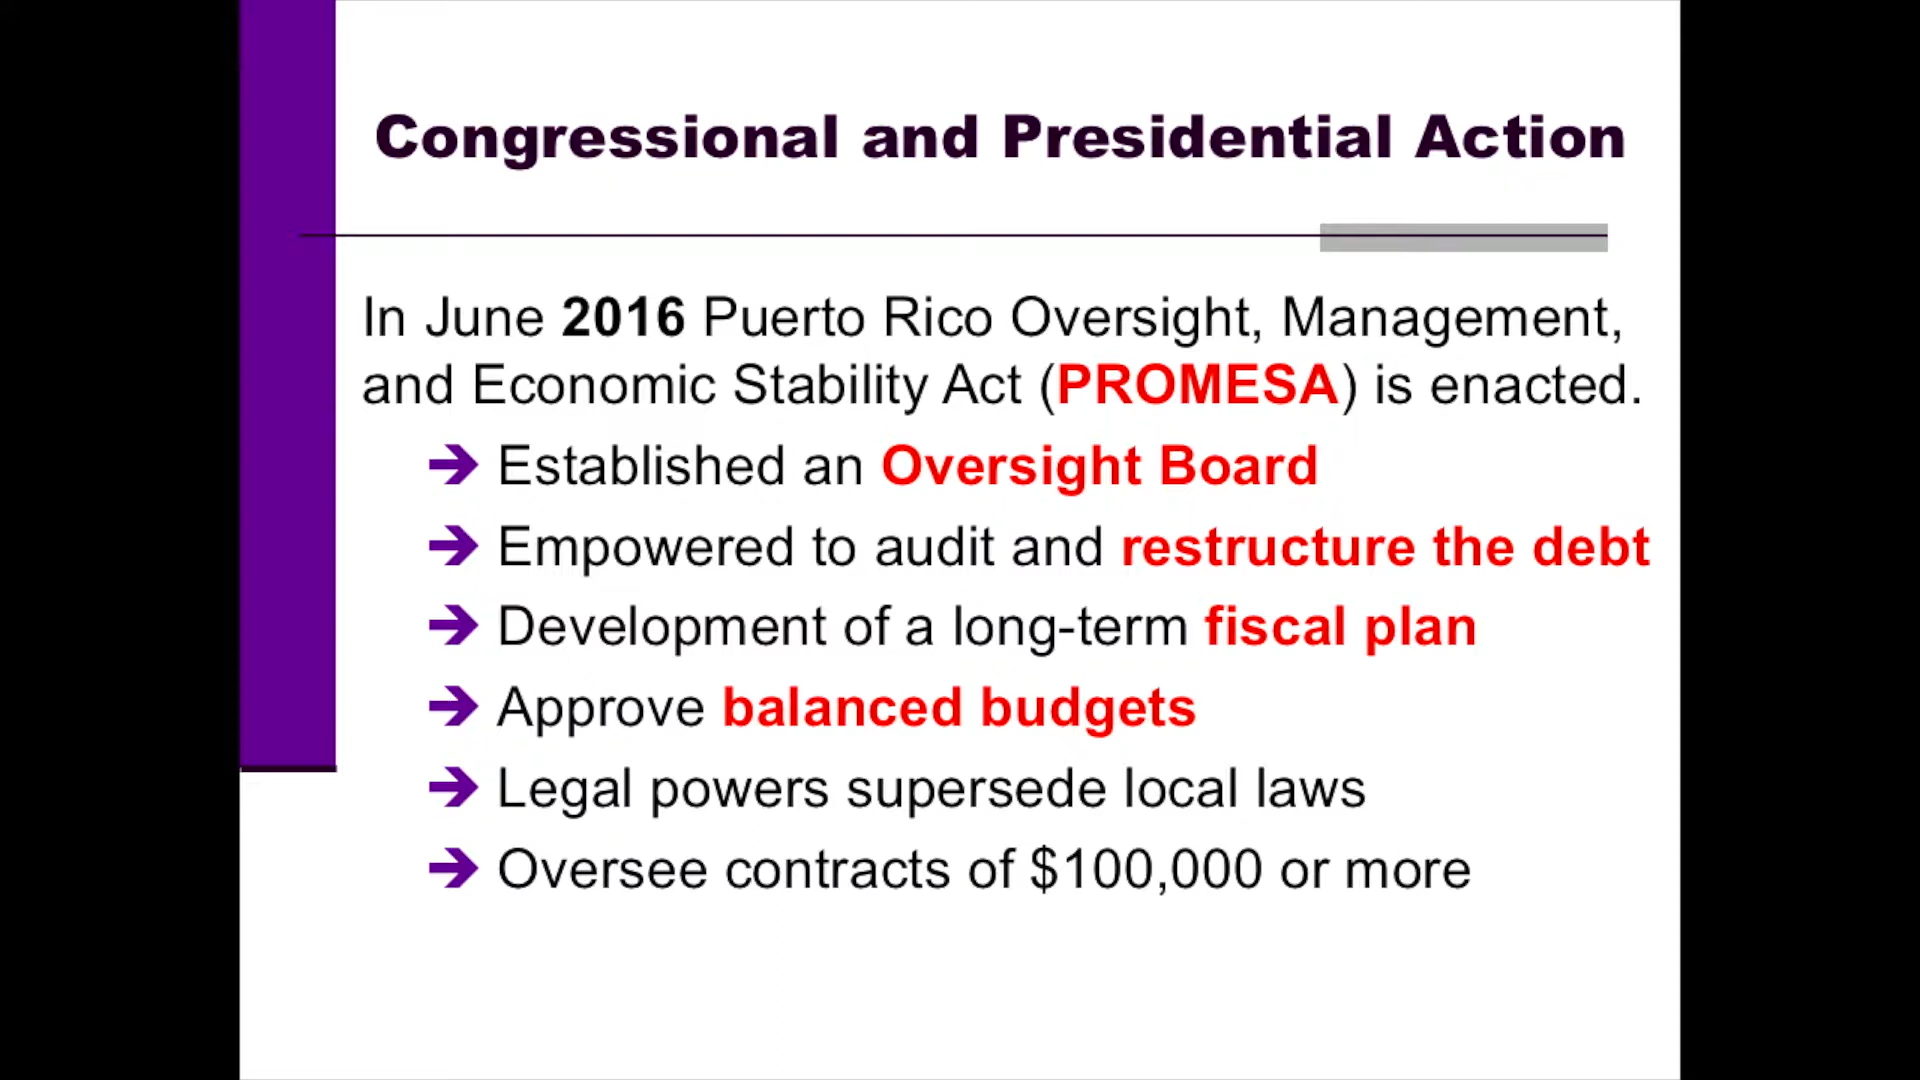 Congressional and Presidential Action
In June 2016 Puerto Rico Oversight, Management,
and Economic Stability Act (PROMESA) is enacted.
➔ Established an Oversight Board
➔ Empowered to audit and restructure the debt
➔ Development of a long-term fiscal plan
➔ Approve balanced budgets
➔ Legal powers supersede local laws
➔ Oversee contracts of $100,000 or more